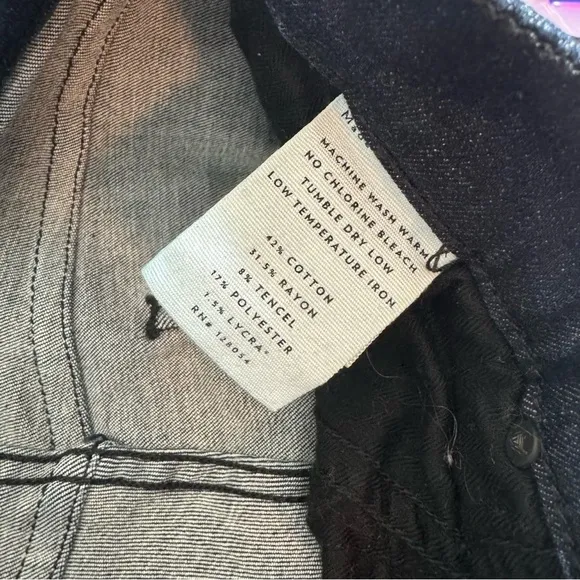 MACHINE WASH WARM
NO CHLORINE BLEACH
TUMBLE DRY LOW
LOW TEMPERATURE IRON
42% COTTON
31.5% RAYON
8% TENCEL
17% POLYESTER
1.5% LYCRA®
RN# 128054